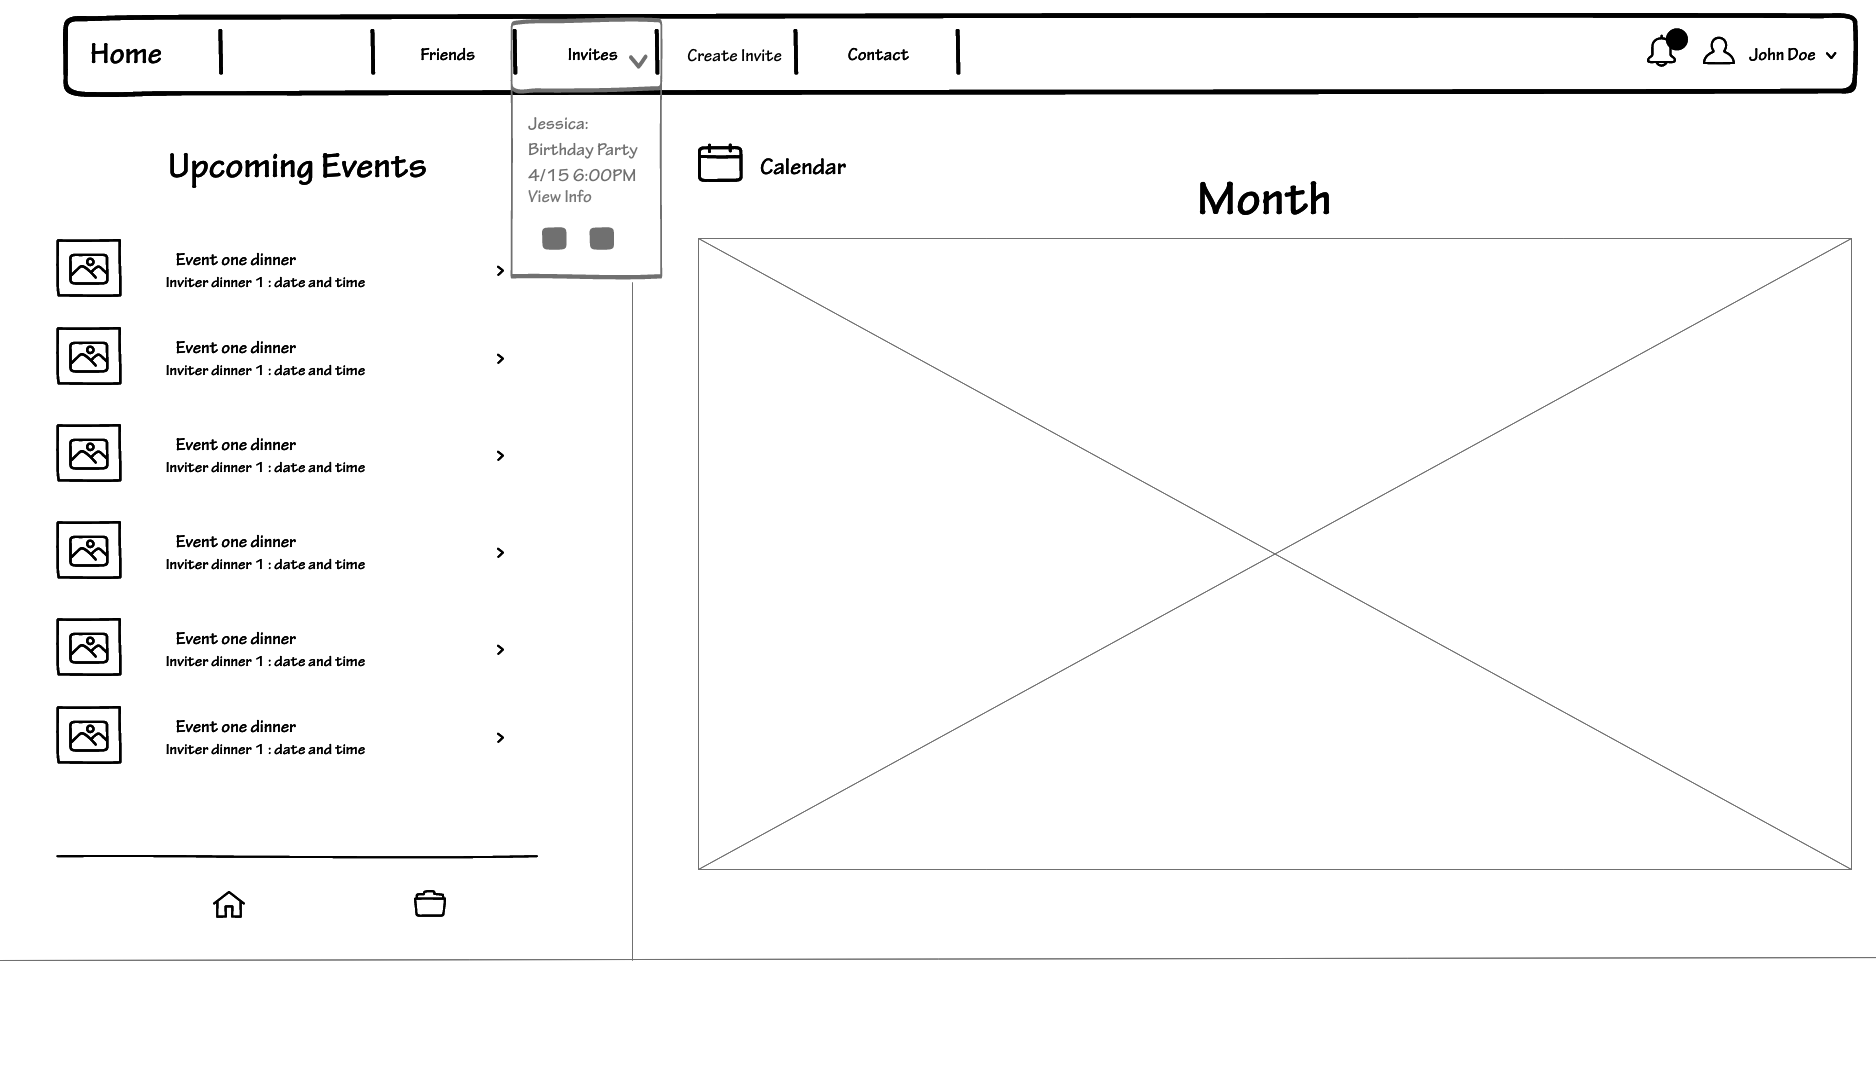 Home
Friends
Invites
Create Invite
Contact
John Doe
Jessica:
Birthday Party
4/15 6:00PM
View Info
Upcoming Events
Event one dinner
Inviter dinner 1 : date and time
Event one dinner
Inviter dinner 1 : date and time
Event one dinner
Inviter dinner 1 : date and time
Event one dinner
Inviter dinner 1 : date and time
Event one dinner
Inviter dinner 1 : date and time
Event one dinner
Inviter dinner 1 : date and time
Calendar
Month